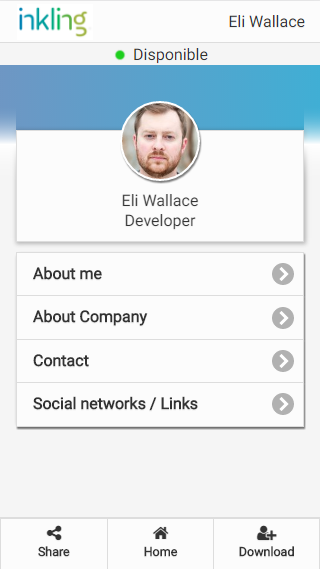 inkling
Eli Wallace
Disponible
Eli Wallace
Developer
About me
About Company
Contact
Social networks / Links
Share
Home
Download